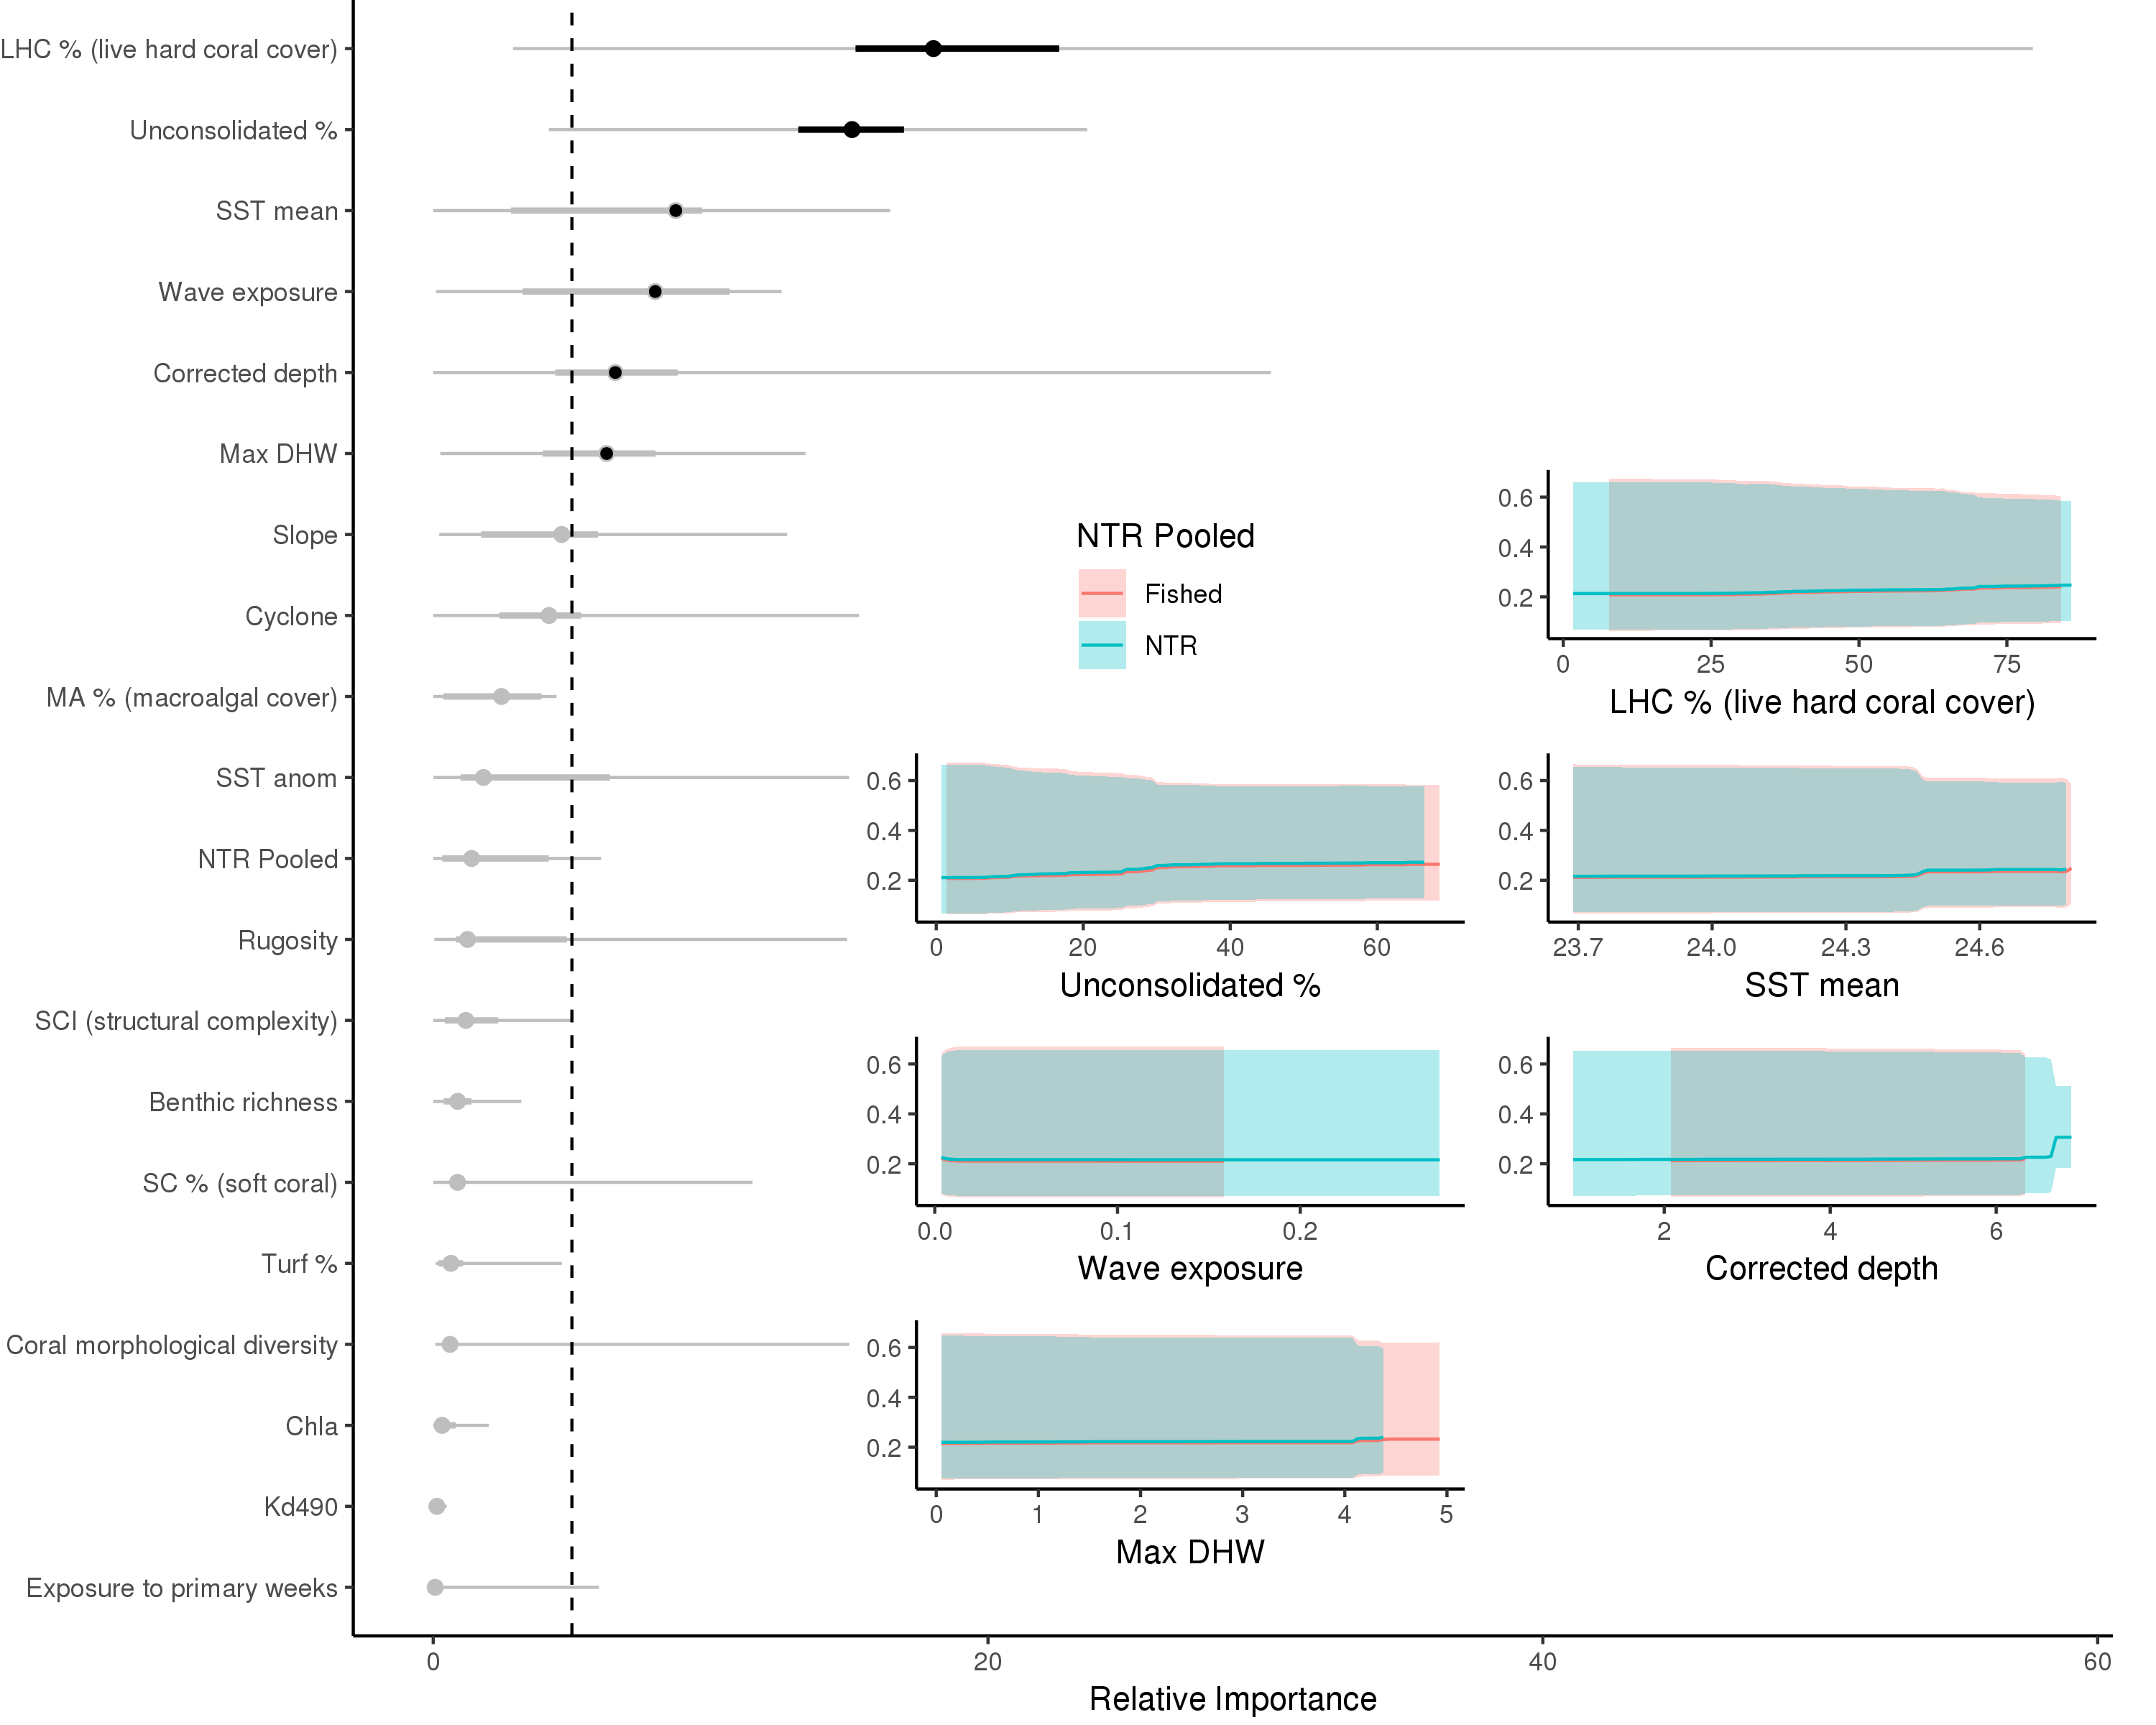 LHC % (live hard coral cover)
Unconsolidated %
SST mean
Wave exposure
Corrected depth
Max DHW
Slope
Cyclone
MA % (macroalgal cover)
SST anom
NTR Pooled
Rugosity
SCI (structural complexity)
Benthic richness
SC % (soft coral)
Turf %
Coral morphological diversity
Chla
Kd490
Exposure to primary weeks
0 20 40 60
Relative Importance
NTR Pooled
Fished
NTR
0.6
0.4
0.2
0 25 50 75
LHC % (live hard coral cover)
0.6
0.4
0.2
0 20 40 60
Unconsolidated %
0.6
0.4
0.2
23.7 24.0 24.3 24.6
SST mean
0.6
0.4
0.2
0.0 0.1 0.2
Wave exposure
0.6
0.4
0.2
2 4 6
Corrected depth
0.6
0.4
0.2
0 1 2 3 4 5
Max DHW